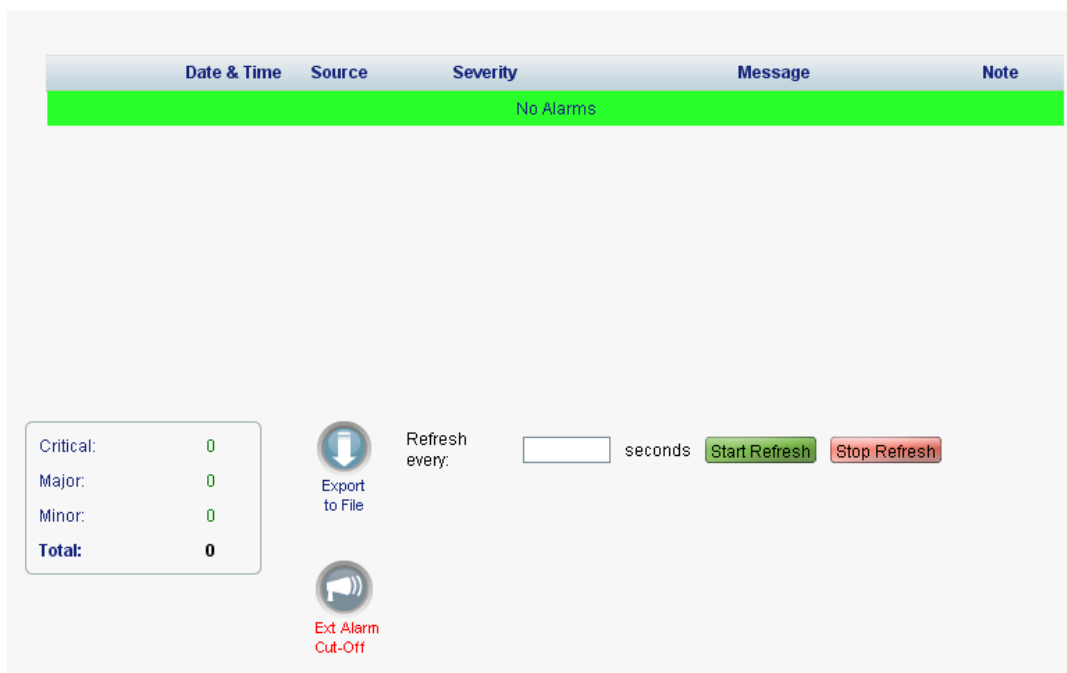 Date & Time Source Severity Message Note
No Alarms
Critical: 0
Major: 0
Minor: 0
Total: 0
Export
to File
Ext Alarm
Cut-Off
Refresh
every: seconds Start Refresh Stop Refresh